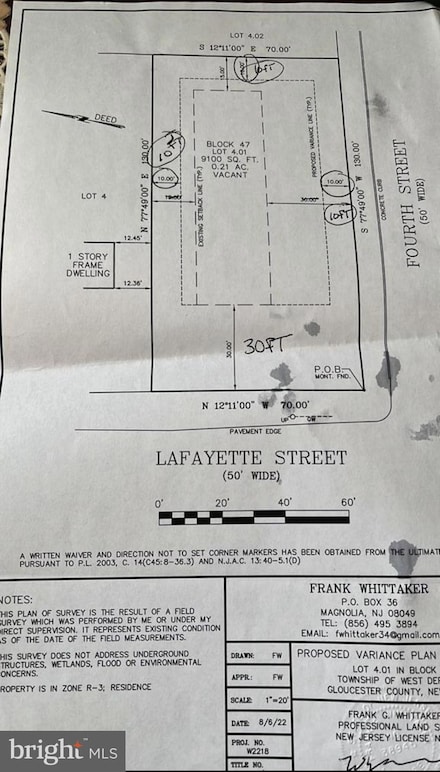 LOT 4.02
S 12°11'00" E 70.00'
10FT
DEED
10FT
10.00'
N 77°49'00" E 130.00'
BLOCK 47
LOT 4.01
9100 SQ. FT.
0.21 AC.
VACANT
EXISTING SETBACK LINE (TYP.)
PROPOSED VARIANCE LINE (TYP.)
10.00'
30.00'
10FT
S 77°49'00" W 130.00'
CONCRETE CURB
FOURTH STREET
(50' WIDE)
LOT 4
12.45'
1 STORY
FRAME
DWELLING
12.36'
30.00'
30FT
P.O.B.
MONT. FND.
N 12°11'00" W 70.00'
UP GW
PAVEMENT EDGE
LAFAYETTE STREET
(50' WIDE)
0' 20' 40' 60'
A WRITTEN WAIVER AND DIRECTION NOT TO SET CORNER MARKERS HAS BEEN OBTAINED FROM THE ULTIMAT
PURSUANT TO P.L. 2003, C. 14(C45:8-36.3) AND N.J.A.C. 13:40-5.1(D)
NOTES:
THIS PLAN OF SURVEY IS THE RESULT OF A FIELD
SURVEY WHICH WAS PERFORMED BY ME OR UNDER MY
DIRECT SUPERVISION. IT REPRESENTS EXISTING CONDITION
AS OF THE DATE OF THE FIELD MEASUREMENTS.
THIS SURVEY DOES NOT ADDRESS UNDERGROUND
STRUCTURES, WETLANDS, FLOOD OR ENVIRONMENTAL
CONCERNS.
PROPERTY IS IN ZONE R-3; RESIDENCE
FRANK WHITTAKER
P.O. BOX 36
MAGNOLIA, NJ 08049
TEL: (856) 495 3894
EMAIL: fwhittaker34@gmail.com
DRAWN: FW
APPR.: FW
SCALE: 1"=20'
DATE: 8/6/22
PROJ. NO.
W2218
TITLE NO.
PROPOSED VARIANCE PLAN
LOT 4.01 IN BLOCK
TOWNSHIP OF WEST DEP
GLOUCESTER COUNTY, NE
FRANK G. WHITTAKER
PROFESSIONAL LAND S
NEW JERSEY LICENSE N
bright MLS